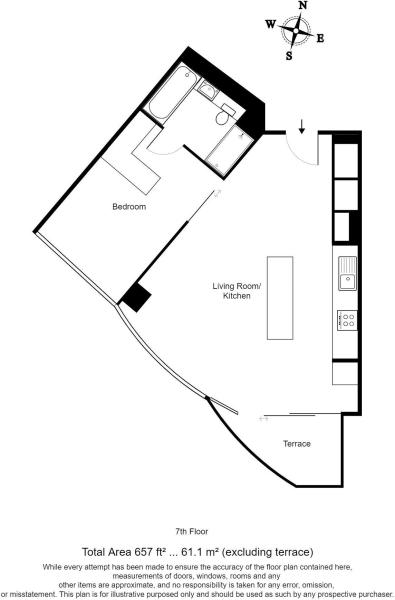 N
W
E
S
Bedroom
Living Room/
Kitchen
Terrace
7th Floor
Total Area 657 ft² ... 61.1 m² (excluding terrace)
While every attempt has been made to ensure the accuracy of the floor plan contained here,
measurements of doors, windows, rooms and any
other items are approximate, and no responsibility is taken for any error, omission,
or misstatement. This plan is for illustrative purposed only and should be used as such by any prospective purchaser.